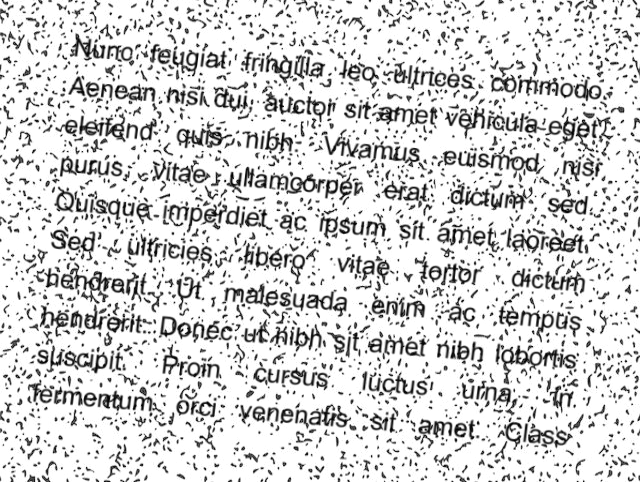 Nunc feugiat fringilla leo ultrices commodo.
Aenean nisi dui, auctor sit amet vehicula eget,
eleifend quis nibh. Vivamus euismod nisi
purus, vitae ullamcorper erat dictum sed.
Quisque imperdiet ac ipsum sit amet laoreet.
Sed ultricies libero vitae tortor dictum
hendrerit. Ut malesuada enim ac tempus
hendrerit. Donec ut nibh sit amet nibh lobortis
suscipit. Proin cursus luctus urna, in
fermentum orci venenatis sit amet. Class